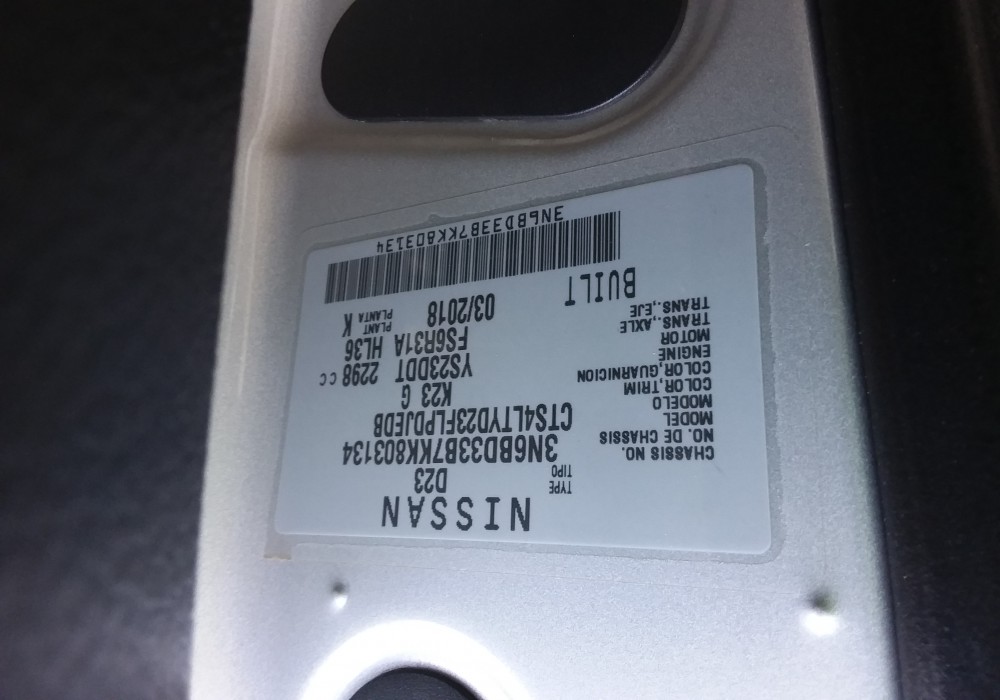 NISSAN
TYPE
TIPO D23
CHASSIS NO.
NO. DE CHASSIS 3N6BD33B7KK803134
MODEL
MODELO CTS4LTYD23FLPDJEDB
COLOR,TRIM
COLOR,GUARNICION K23 G
ENGINE
MOTOR YS23DDT 2298 CC
TRANS.,AXLE
TRANS.,EJE FS6R31A HL36
BUILT 03/2018 PLANT
PLANTA K
3N6BD33B7KK803134